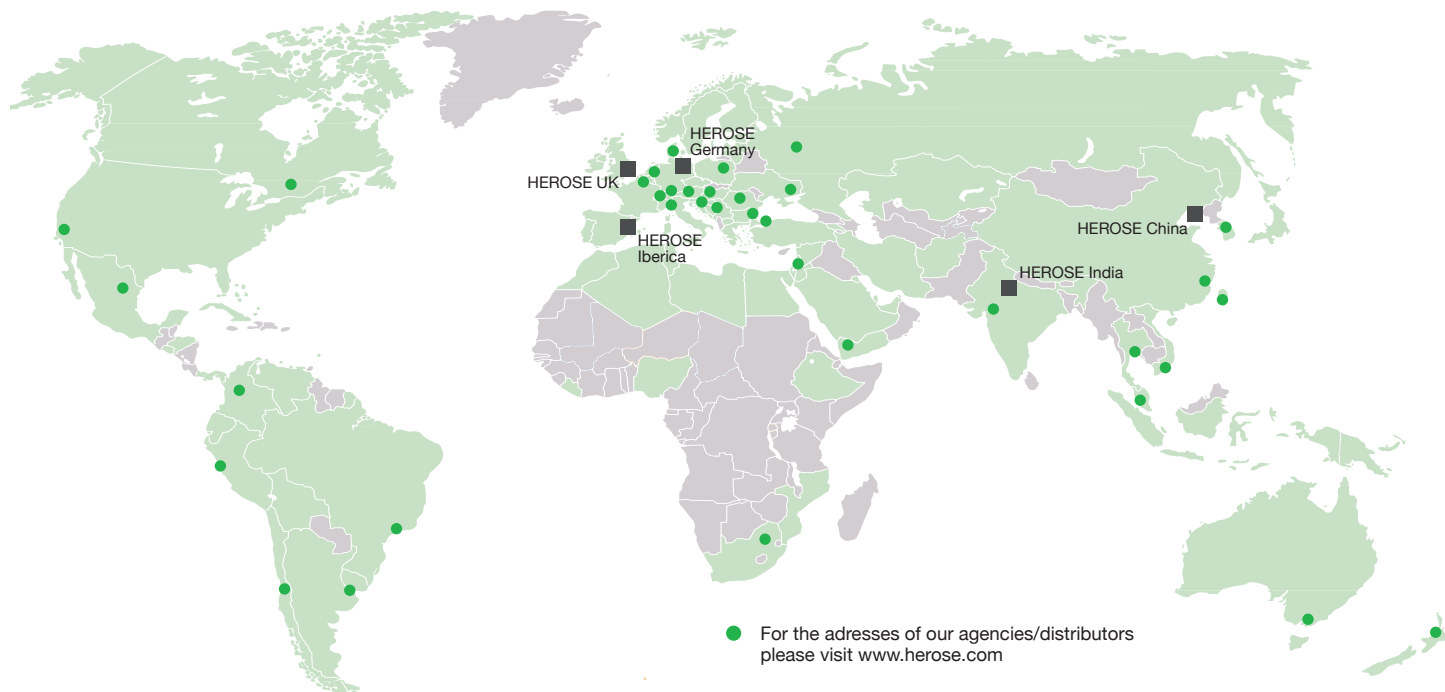 HEROSE
Germany
HEROSE UK
HEROSE
Iberica
HEROSE China
HEROSE India
For the adresses of our agencies/distributors
please visit www.herose.com